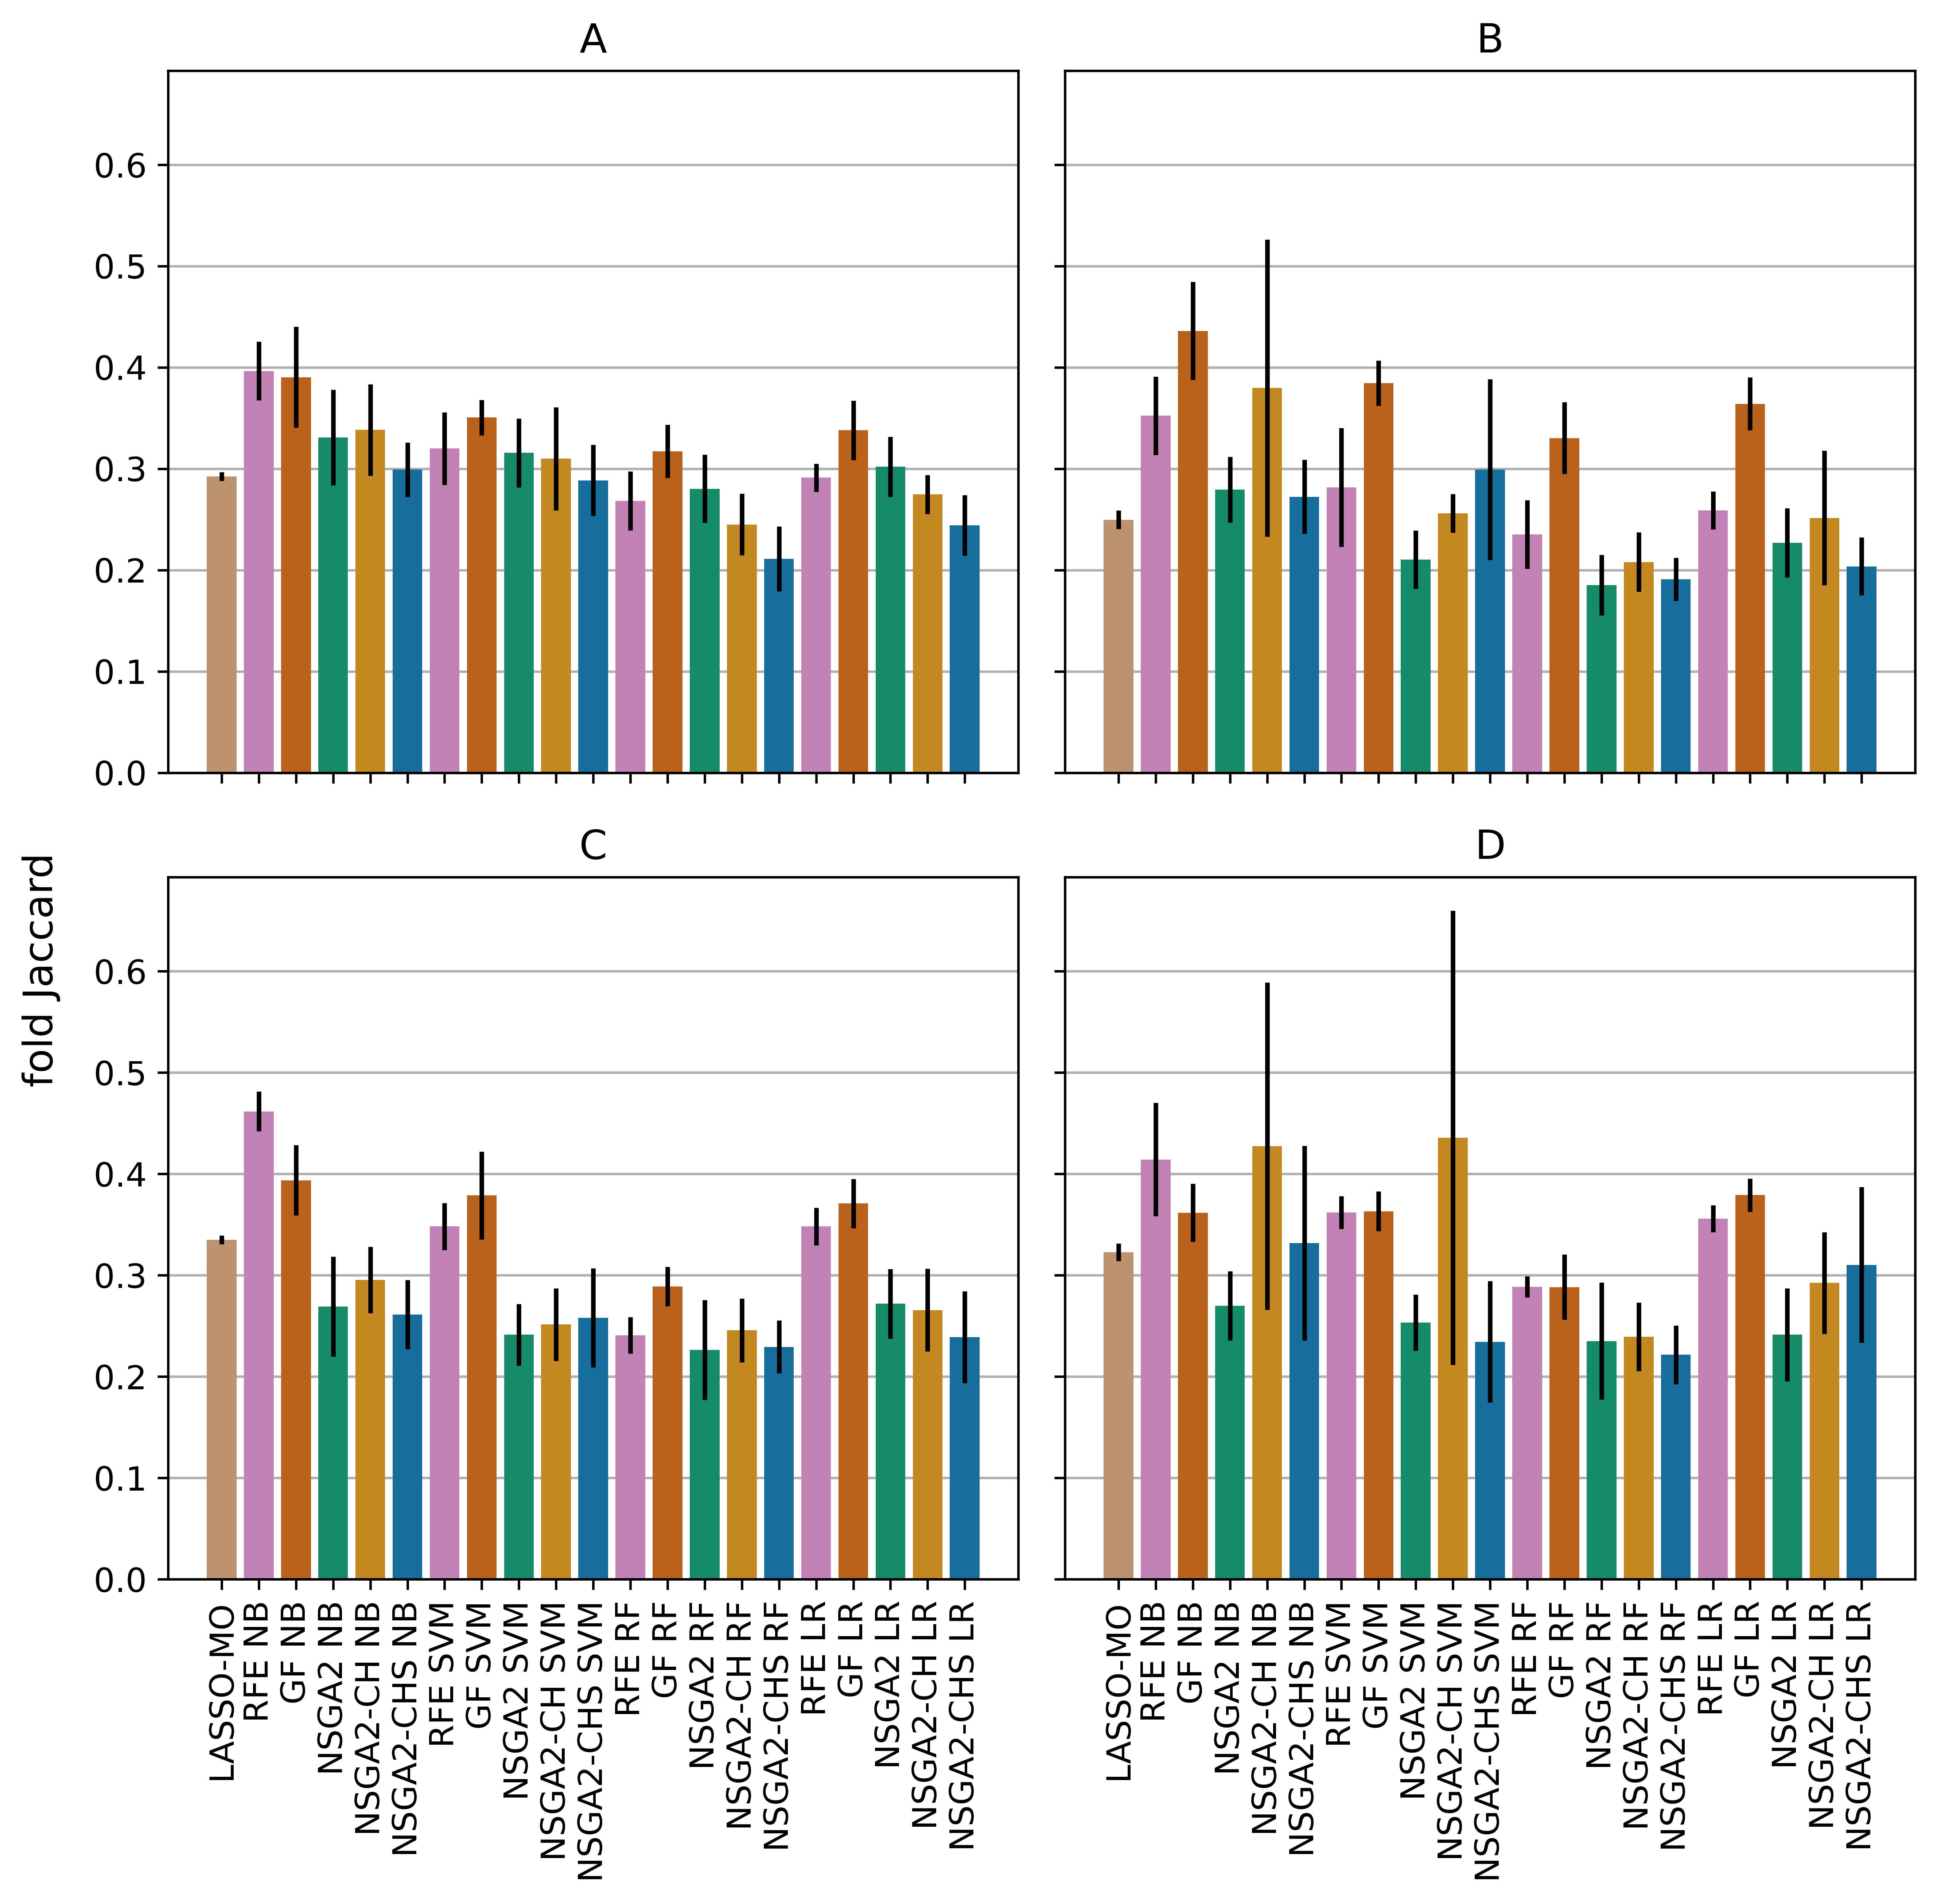 A
B
0.6
0.5
0.4
0.3
0.2
0.1
0.0
fold Jaccard
C
D
0.6
0.5
0.4
0.3
0.2
0.1
0.0
LASSO-MO
RFE NB
GF NB
NSGA2 NB
NSGA2-CH NB
NSGA2-CHS NB
RFE SVM
GF SVM
NSGA2 SVM
NSGA2-CH SVM
NSGA2-CHS SVM
RFE RF
GF RF
NSGA2 RF
NSGA2-CH RF
NSGA2-CHS RF
RFE LR
GF LR
NSGA2 LR
NSGA2-CH LR
NSGA2-CHS LR
LASSO-MO
RFE NB
GF NB
NSGA2 NB
NSGA2-CH NB
NSGA2-CHS NB
RFE SVM
GF SVM
NSGA2 SVM
NSGA2-CH SVM
NSGA2-CHS SVM
RFE RF
GF RF
NSGA2 RF
NSGA2-CH RF
NSGA2-CHS RF
RFE LR
GF LR
NSGA2 LR
NSGA2-CH LR
NSGA2-CHS LR